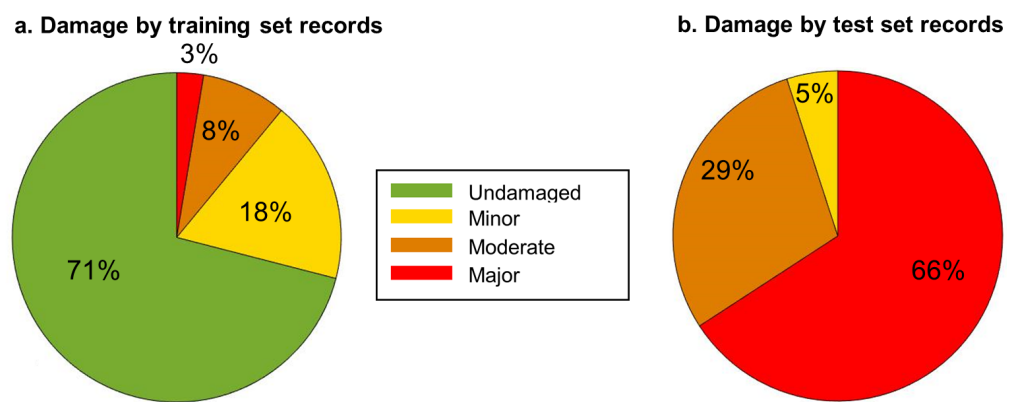 a. Damage by training set records
3%
8%
18%
71%
Undamaged
Minor
Moderate
Major
b. Damage by test set records
5%
29%
66%